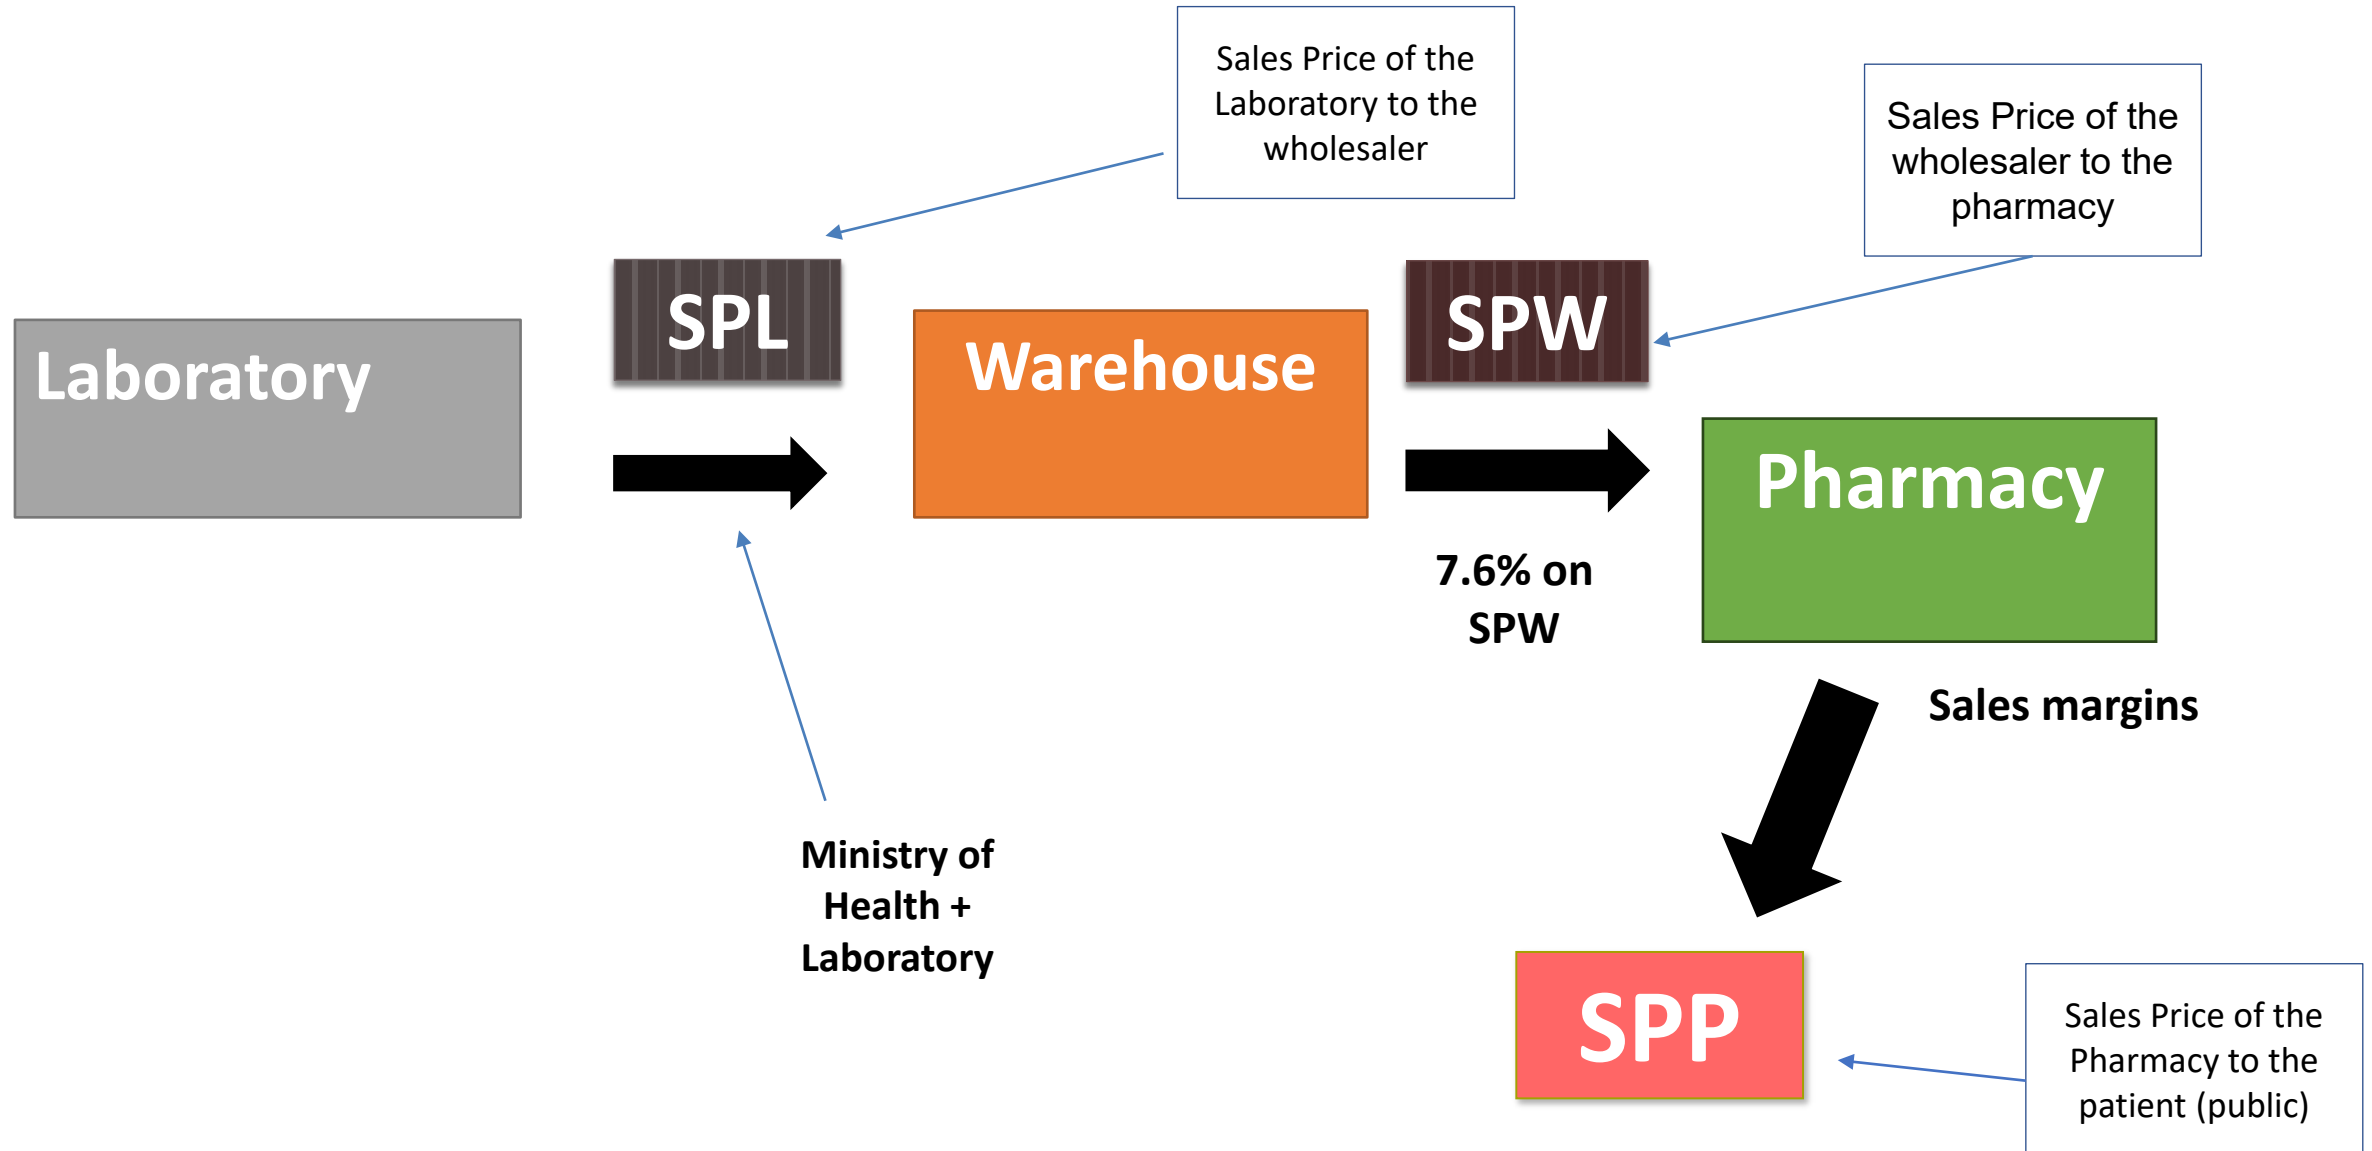 Sales Price of the
Laboratory to the
wholesaler
Sales Price of the
wholesaler to the
pharmacy
SPL
SPW
Laboratory
Warehouse
Pharmacy
7.6% on
SPW
Sales margins
Ministry of
Health +
Laboratory
SPP
Sales Price of the
Pharmacy to the
patient (public)